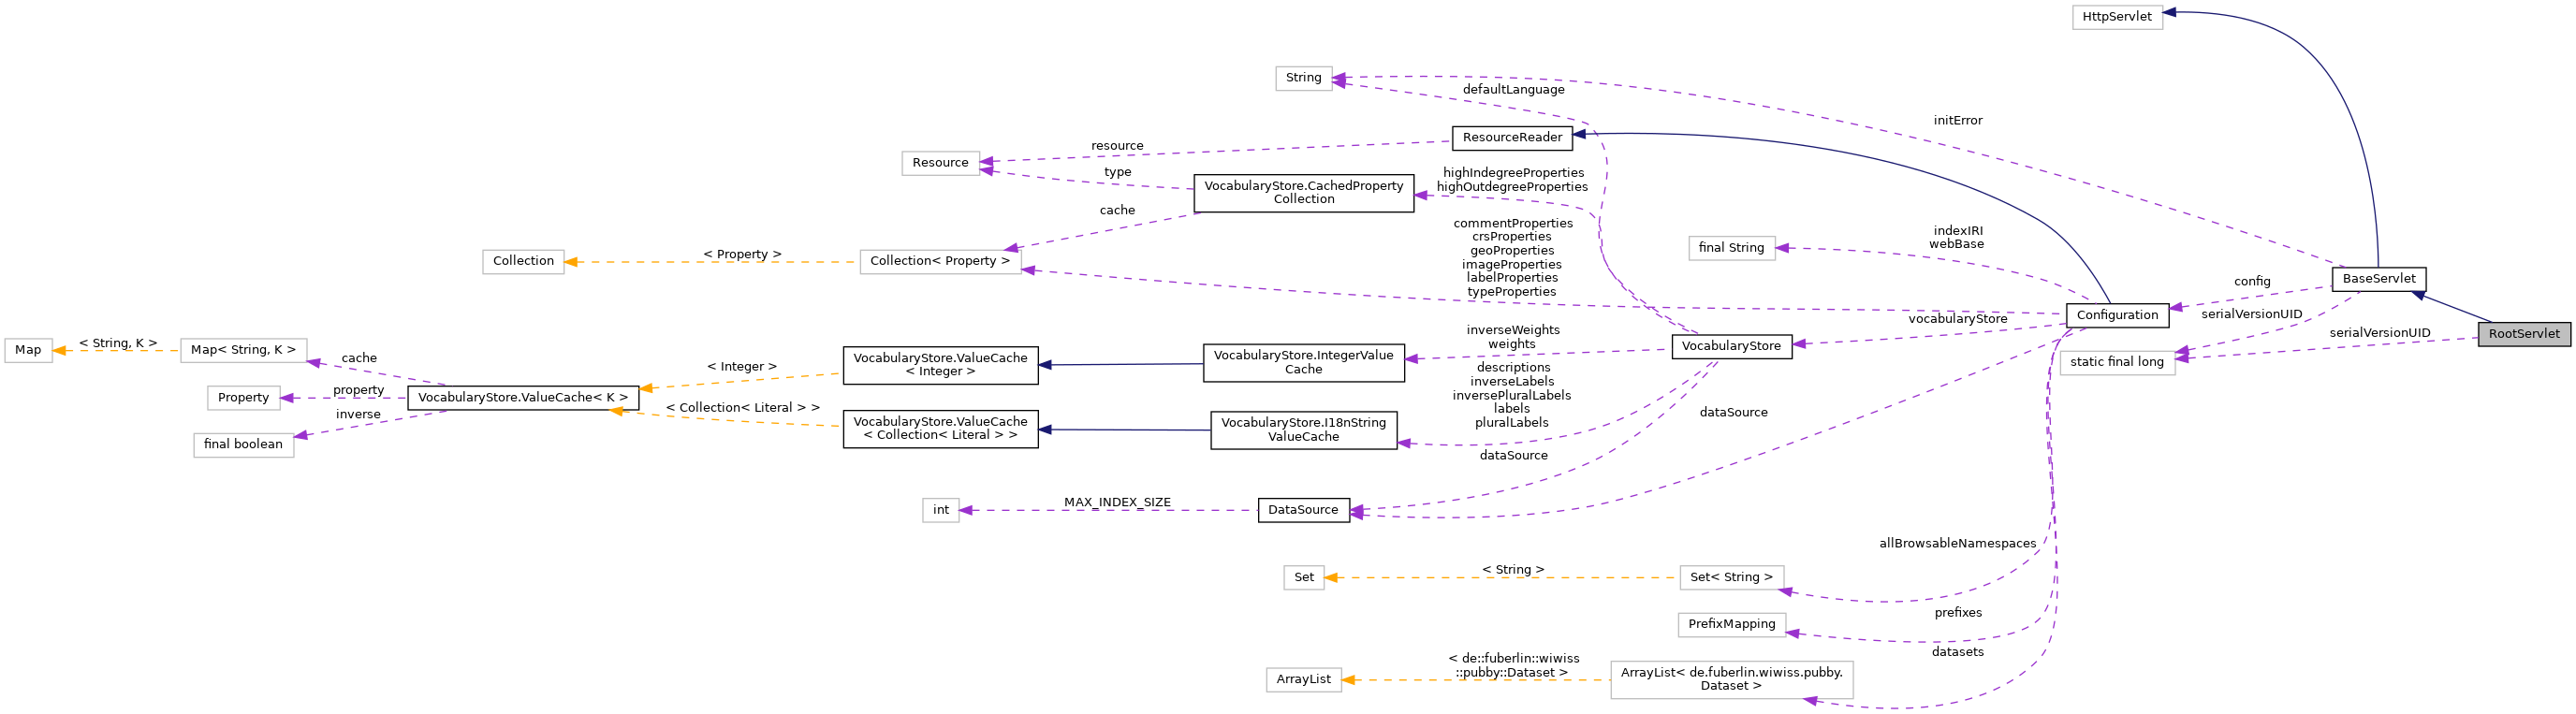 HttpServlet
String
defaultLanguage
initError
ResourceReader
resource
Resource
type
VocabularyStore.CachedProperty
Collection
highIndegreeProperties
highOutdegreeProperties
cache
commentProperties
crsProperties
geoProperties
imageProperties
labelProperties
typeProperties
final String
indexIRI
webBase
Collection
< Property >
Collection< Property >
BaseServlet
config
Configuration
serialVersionUID
vocabularyStore
serialVersionUID
RootServlet
static final long
VocabularyStore
inverseWeights
weights
Map
< String, K >
Map< String, K >
cache
Property
property
VocabularyStore.ValueCache< K >
inverse
final boolean
< Integer >
VocabularyStore.ValueCache
< Integer >
VocabularyStore.IntegerValue
Cache
< Collection< Literal > >
VocabularyStore.ValueCache
< Collection< Literal > >
VocabularyStore.I18nString
ValueCache
descriptions
inverseLabels
inversePluralLabels
labels
pluralLabels
dataSource
dataSource
int
MAX_INDEX_SIZE
DataSource
allBrowsableNamespaces
Set
< String >
Set< String >
prefixes
PrefixMapping
datasets
ArrayList
< de::fuberlin::wiwiss
::pubby::Dataset >
ArrayList< de.fuberlin.wiwiss.pubby.
Dataset >